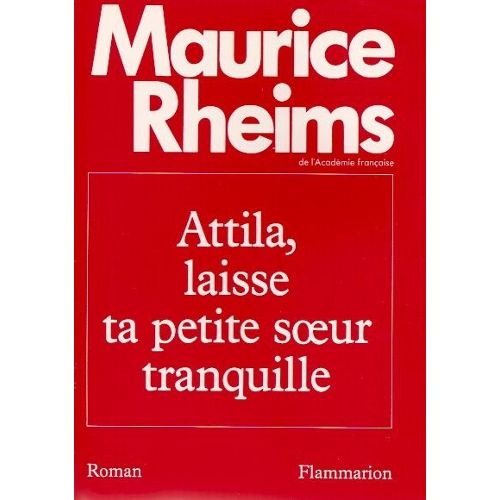 Maurice
Rheims
de l'Académie française
Attila,
laisse
ta petite sœur
tranquille
Roman
Flammarion